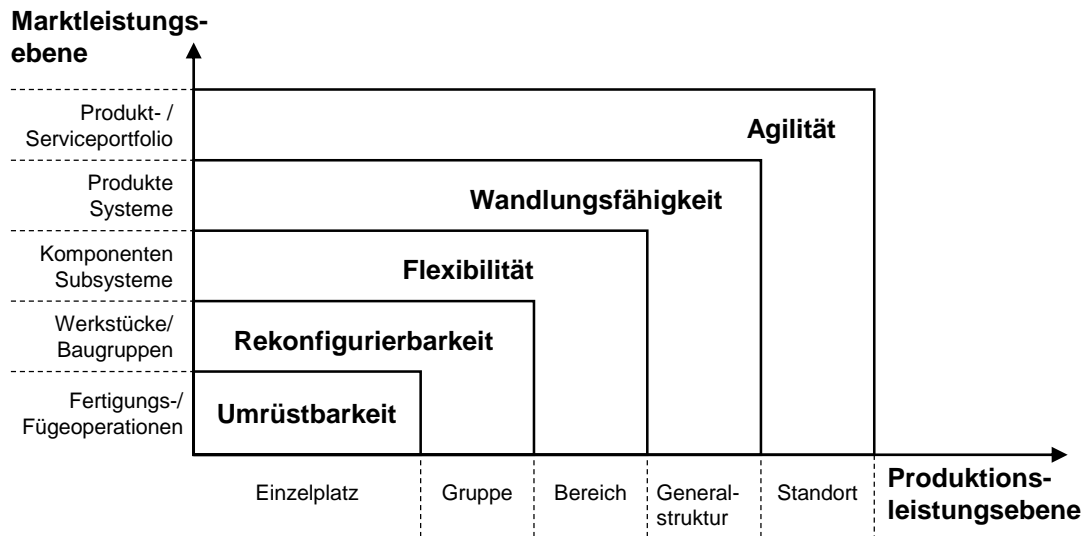 Marktleistungs-
ebene
Produkt- /
Serviceportfolio
Agilität
Produkte
Systeme
Wandlungsfähigkeit
Komponenten
Subsysteme
Flexibilität
Werkstücke/
Baugruppen
Rekonfigurierbarkeit
Fertigungs-/
Fügeoperationen
Umrüstbarkeit
Einzelplatz
Gruppe
Bereich
General-
struktur
Standort
Produktions-
leistungsebene